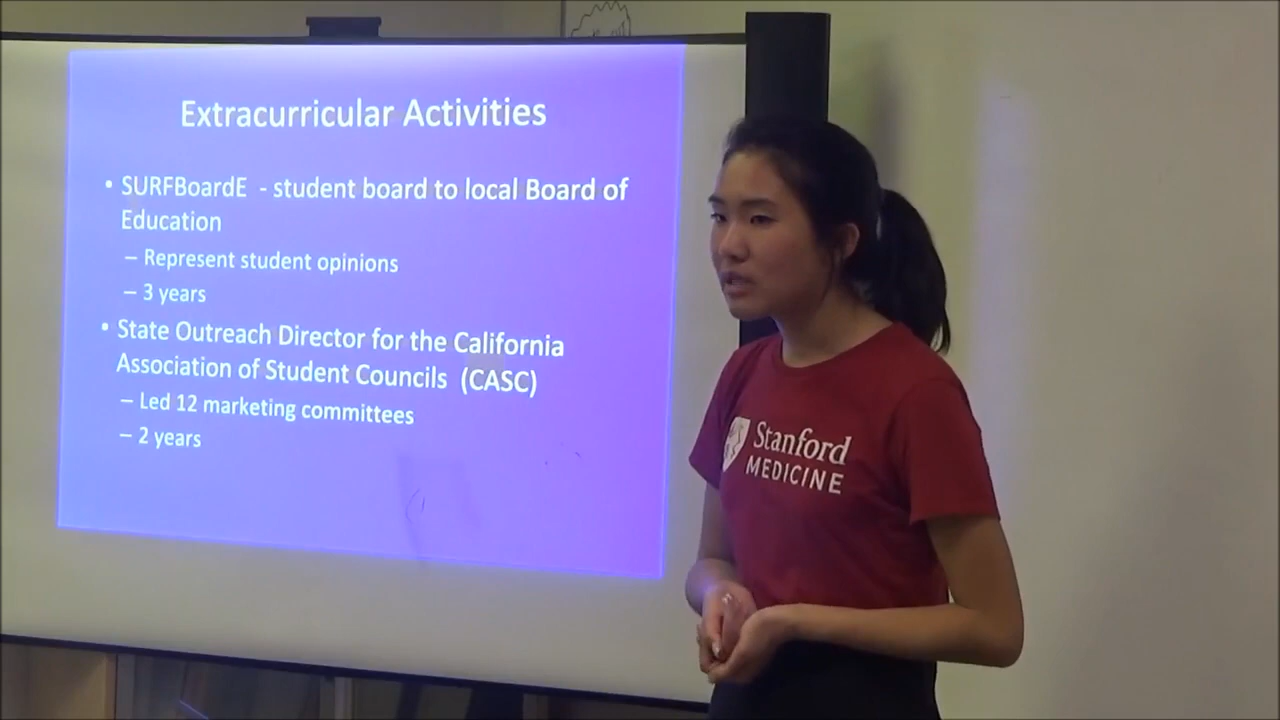 Extracurricular Activities
• SURFBoardE - student board to local Board of
Education
– Represent student opinions
– 3 years
• State Outreach Director for the California
Association of Student Councils (CASC)
– Led 12 marketing committees
– 2 years
Stanford
MEDICINE